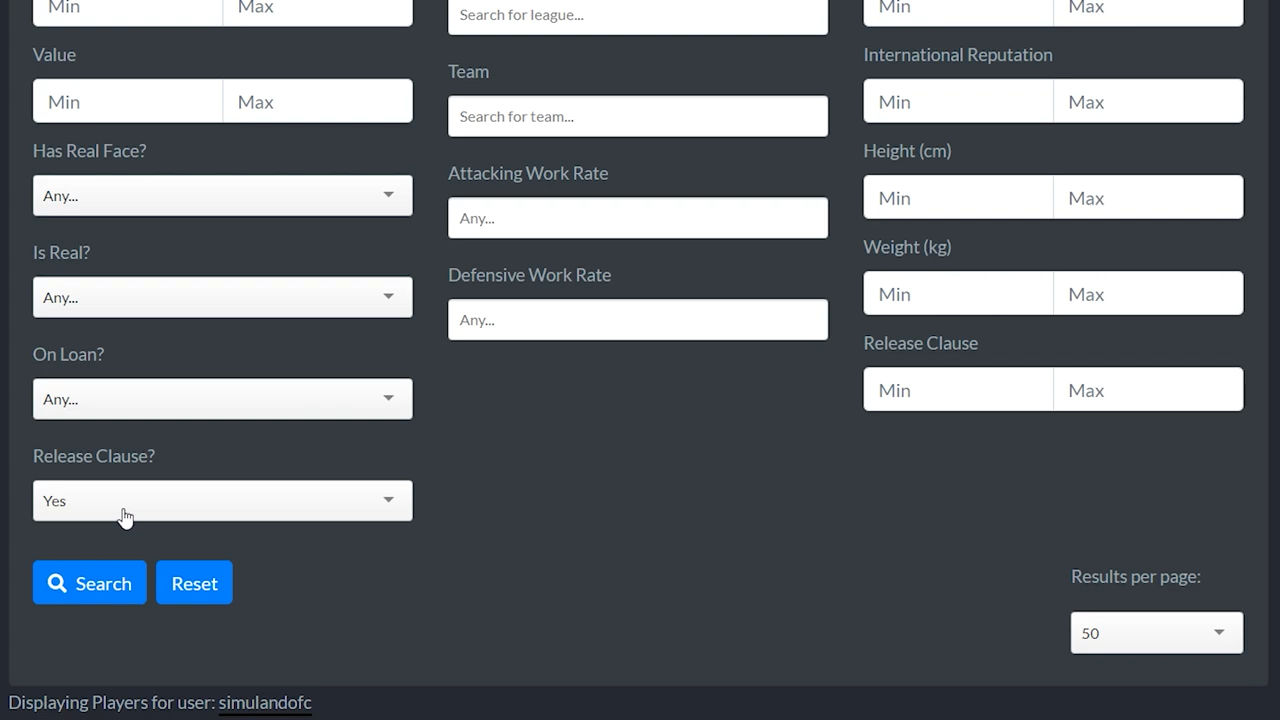 Min Max
Search for league...
Min Max
Value
Min Max
Has Real Face?
Any...
Is Real?
Any...
On Loan?
Any...
Release Clause?
Yes
Team
Search for team...
Attacking Work Rate
Any...
Defensive Work Rate
Any...
International Reputation
Min Max
Height (cm)
Min Max
Weight (kg)
Min Max
Release Clause
Min Max
Search Reset
Results per page:
50
Displaying Players for user: simulandofc